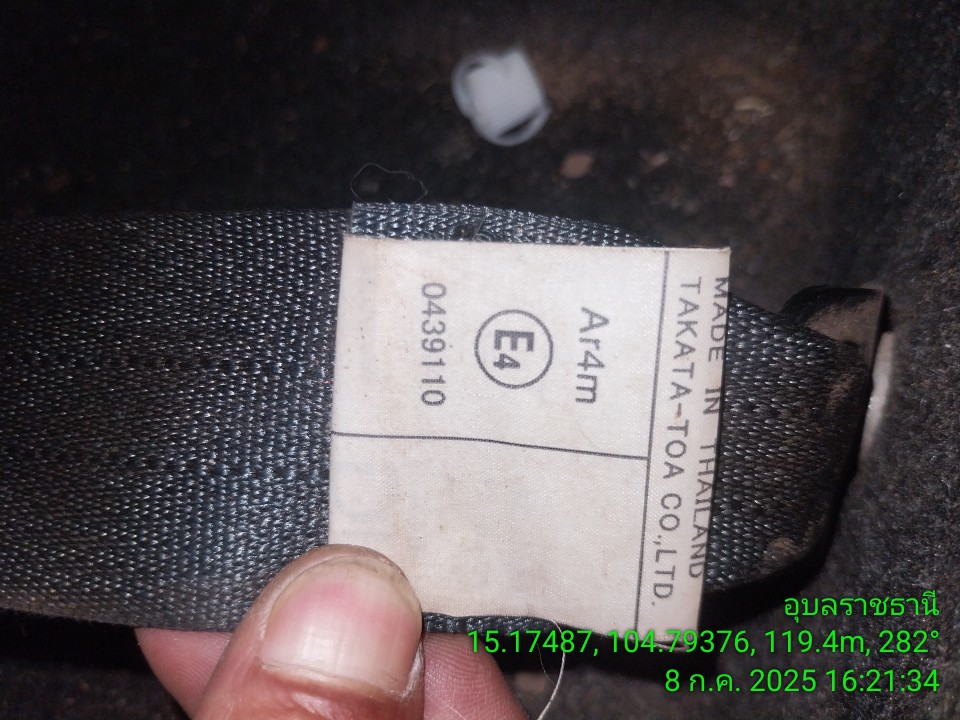 MADE IN THAILAND
TAKATA-TOA CO.,LTD.
Ar4m
E4
0439110
อุบลราชธานี
15.17487, 104.79376, 119.4m, 282°
8 ก.ค. 2025 16:21:34